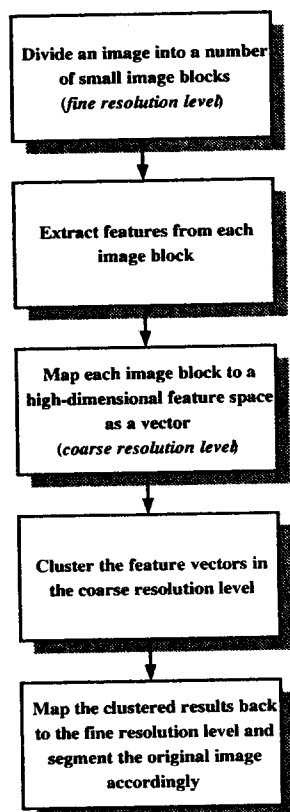 Divide an image into a number
of small image blocks
(fine resolution level)
Extract features from each
image block
Map each image block to a
high-dimensional feature space
as a vector
(coarse resolution level)
Cluster the feature vectors in
the coarse resolution level
Map the clustered results back
to the fine resolution level and
segment the original image
accordingly